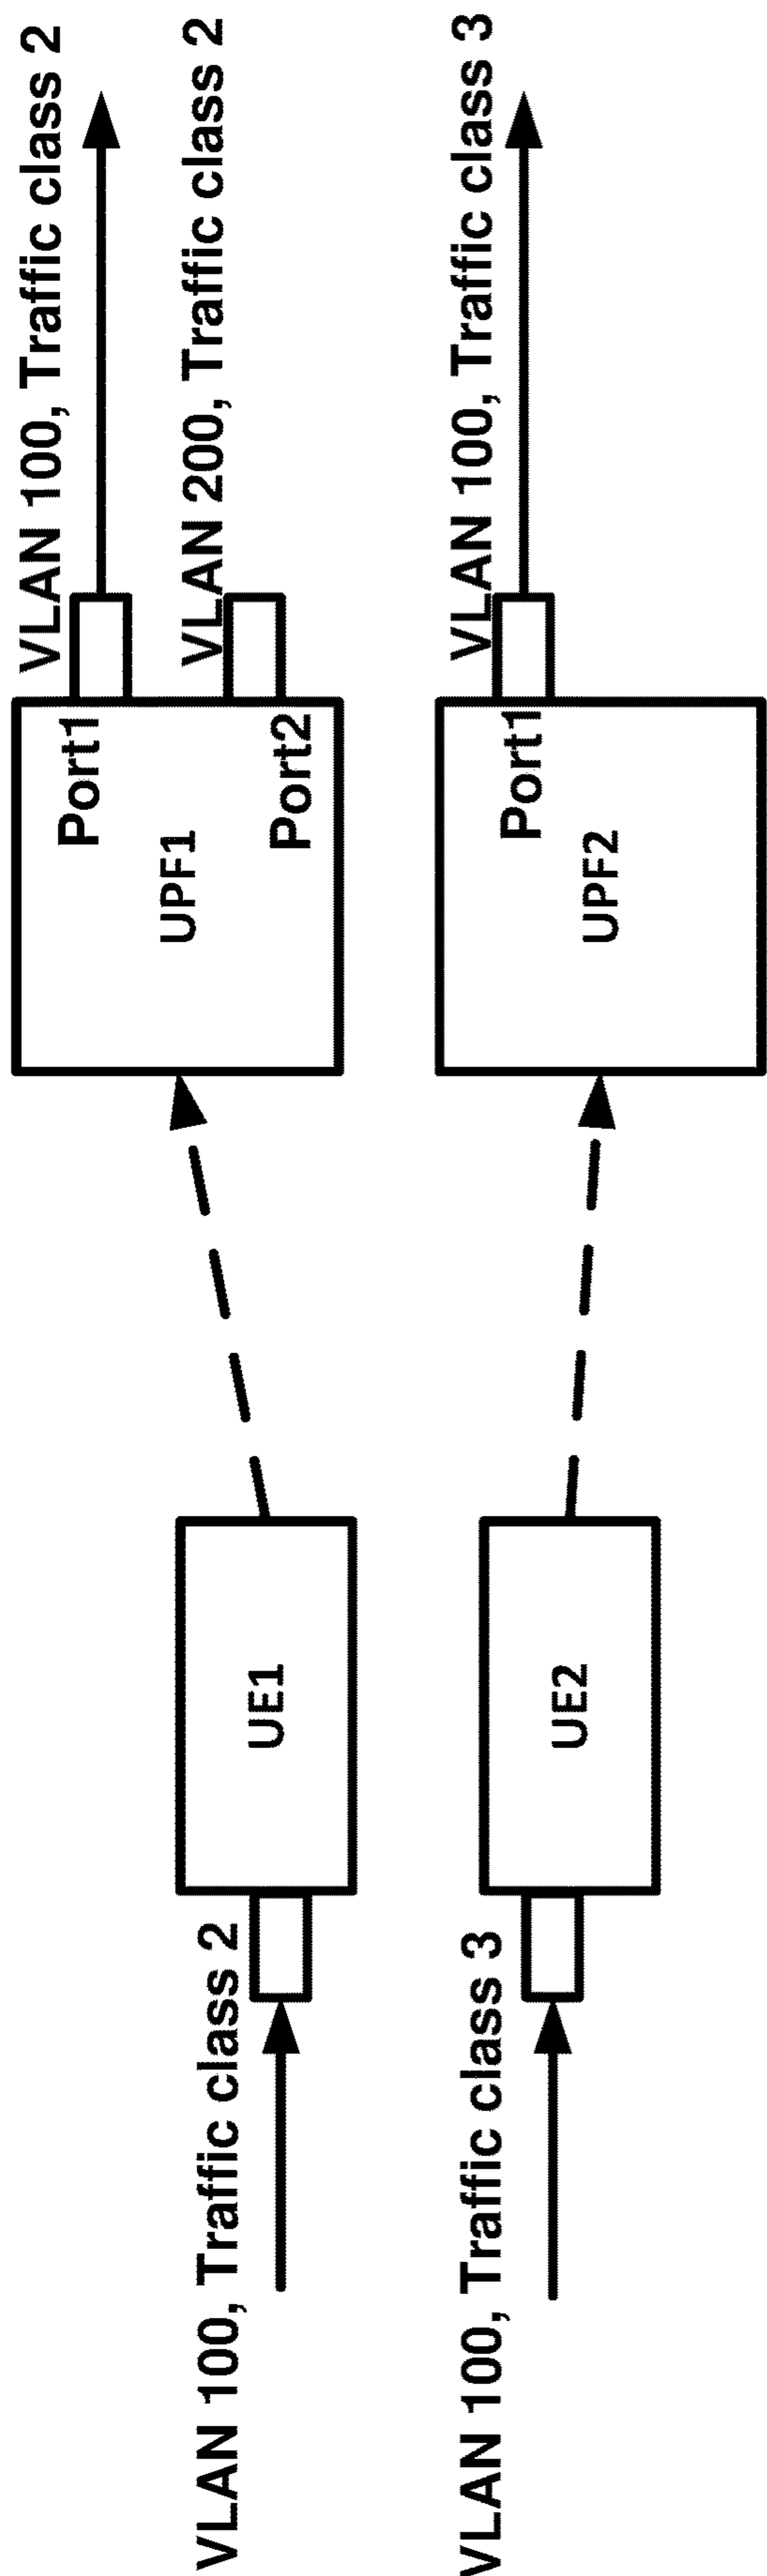 VLAN 100, Traffic class 2
UE1
UPF1
Port1
VLAN 100, Traffic class 2
Port2
VLAN 200, Traffic class 2
VLAN 100, Traffic class 3
UE2
UPF2
Port1
VLAN 100, Traffic class 3